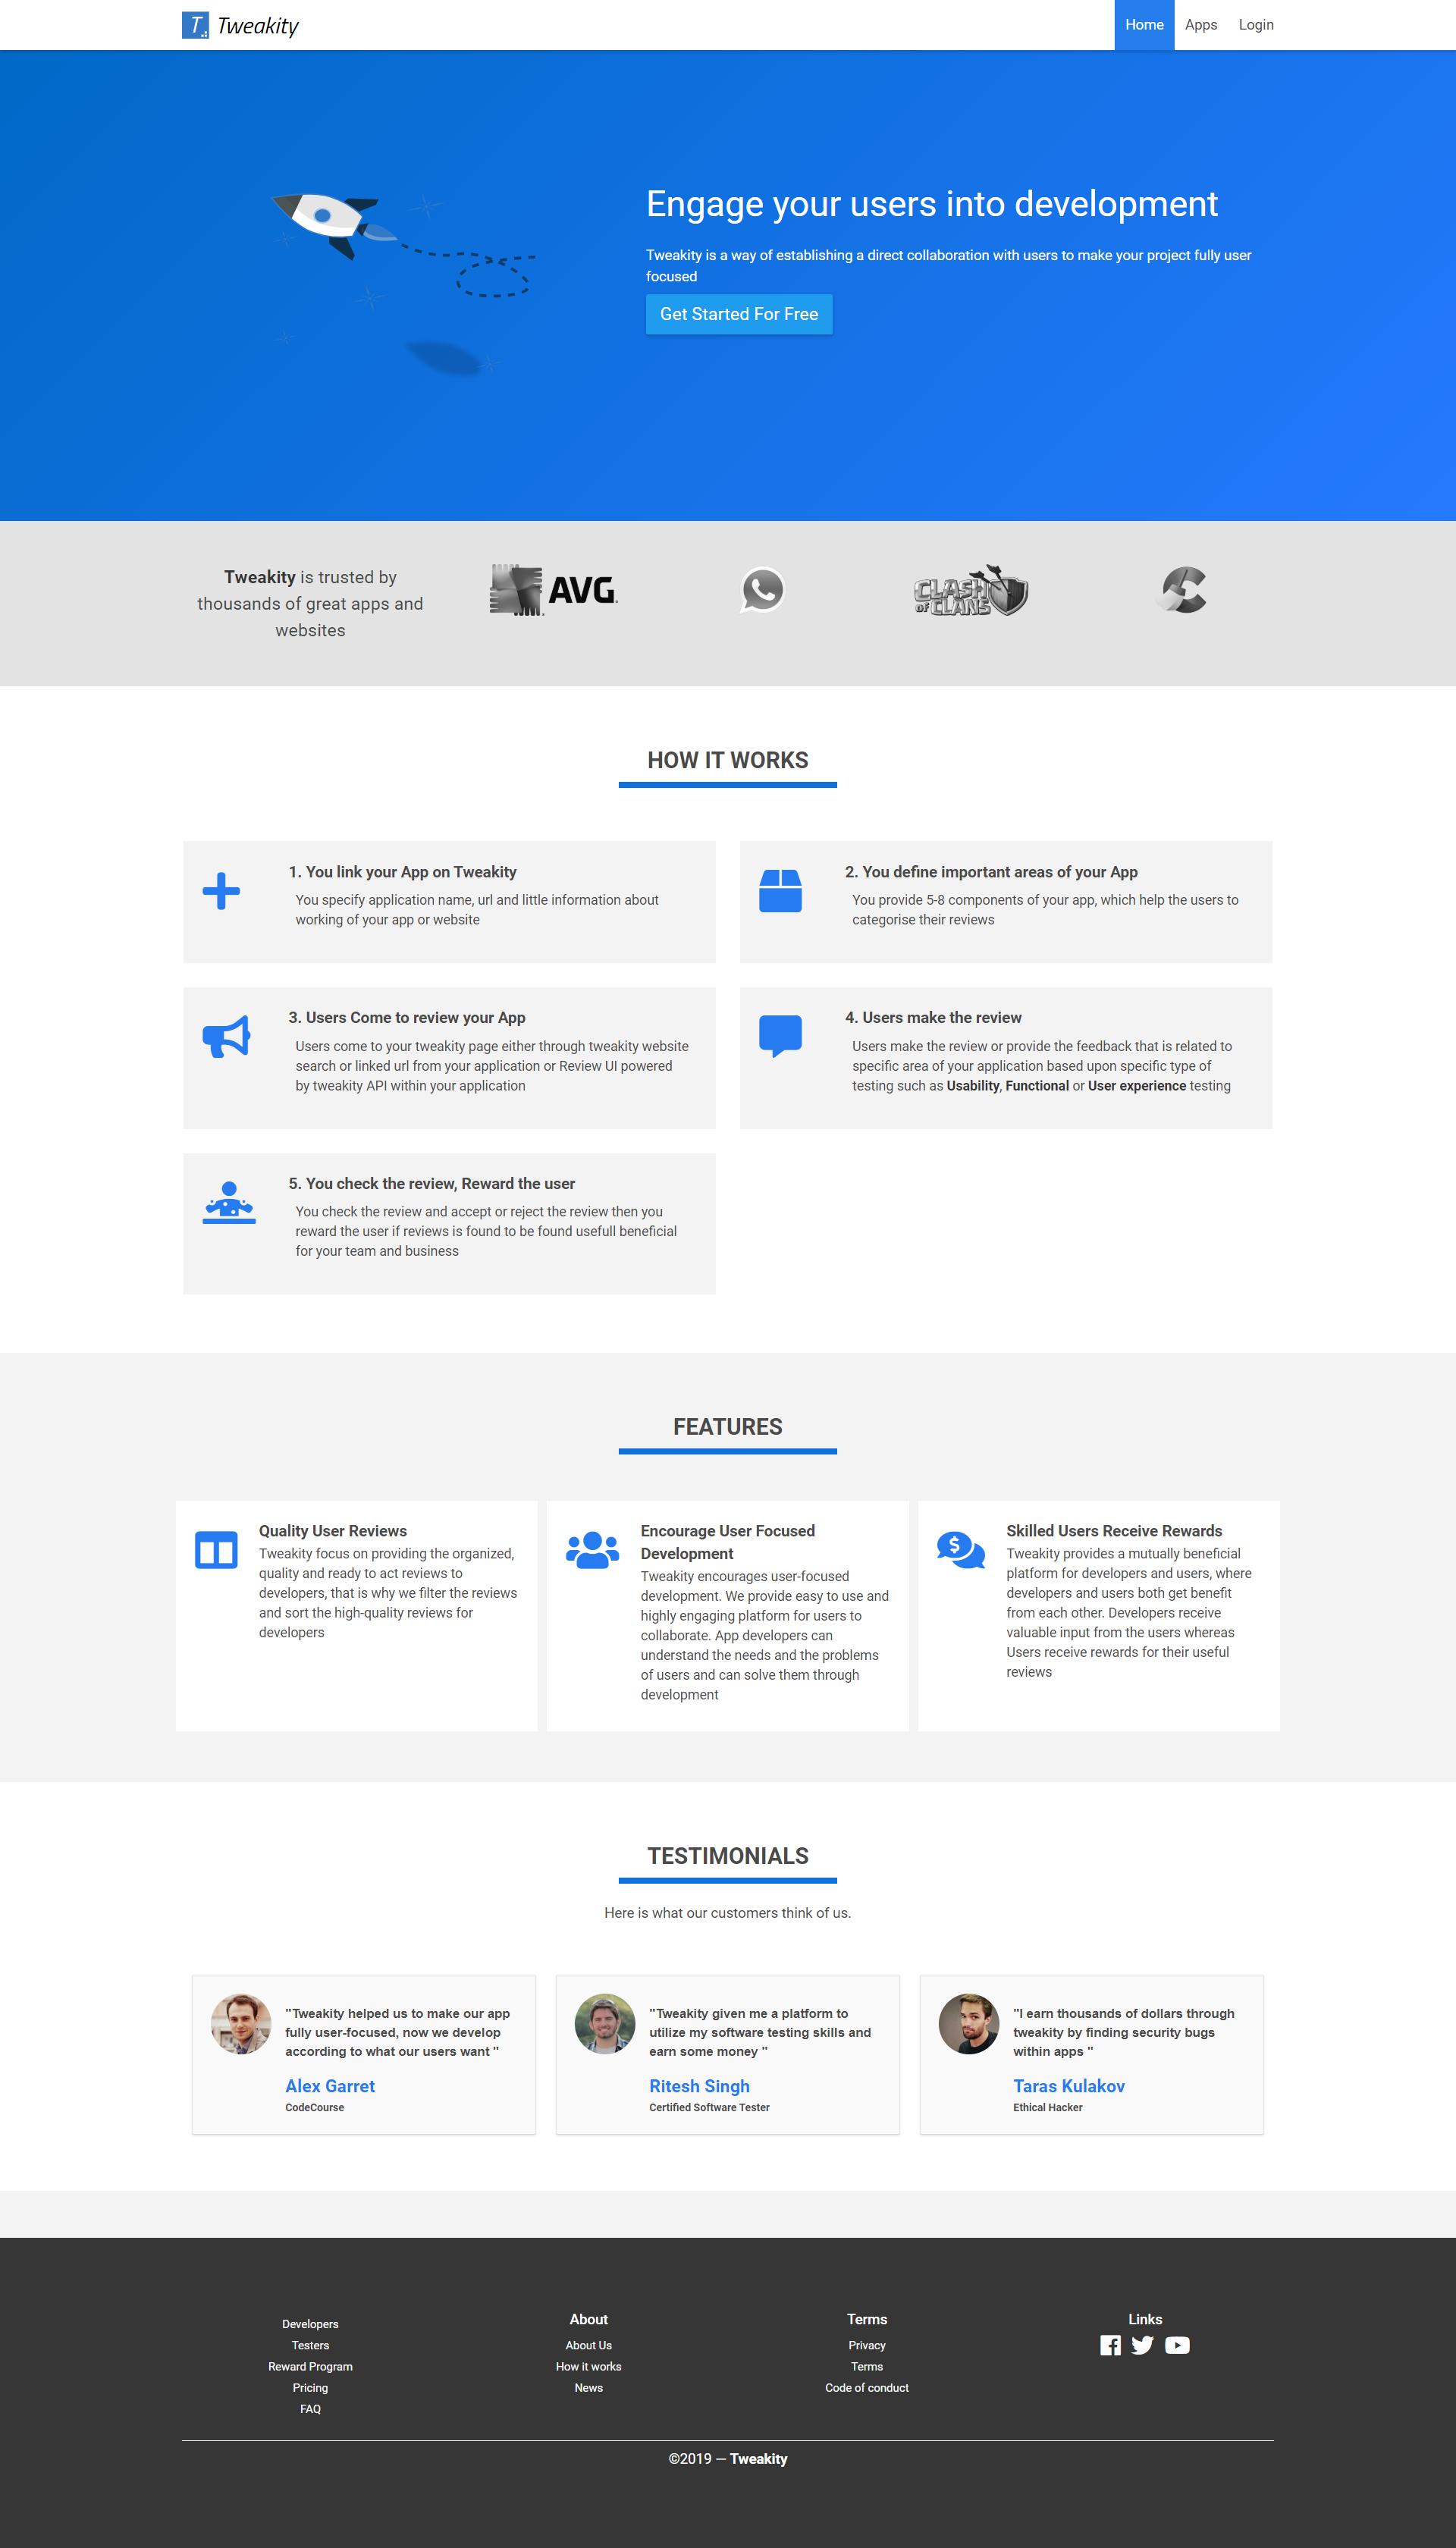 T Tweakity
Home Apps Login
Engage your users into development
Tweakity is a way of establishing a direct collaboration with users to make your project fully user
focused
Get Started For Free
Tweakity is trusted by
thousands of great apps and
websites
AVG
CLASH
OF CLANS
HOW IT WORKS
1. You link your App on Tweakity
You specify application name, url and little information about
working of your app or website
2. You define important areas of your App
You provide 5-8 components of your app, which help the users to
categorise their reviews
3. Users Come to review your App
Users come to your tweakity page either through tweakity website
search or linked url from your application or Review UI powered
by tweakity API within your application
4. Users make the review
Users make the review or provide the feedback that is related to
specific area of your application based upon specific type of
testing such as Usability, Functional or User experience testing
5. You check the review, Reward the user
You check the review and accept or reject the review then you
reward the user if reviews is found to be found usefull beneficial
for your team and business
FEATURES
Quality User Reviews
Tweakity focus on providing the organized,
quality and ready to act reviews to
developers, that is why we filter the reviews
and sort the high-quality reviews for
developers
Encourage User Focused
Development
Tweakity encourages user-focused
development. We provide easy to use and
highly engaging platform for users to
collaborate. App developers can
understand the needs and the problems
of users and can solve them through
development
$
Skilled Users Receive Rewards
Tweakity provides a mutually beneficial
platform for developers and users, where
developers and users both get benefit
from each other. Developers receive
valuable input from the users whereas
Users receive rewards for their useful
reviews
TESTIMONIALS
Here is what our customers think of us.
"Tweakity helped us to make our app
fully user-focused, now we develop
according to what our users want "
Alex Garret
CodeCourse
"Tweakity given me a platform to
utilize my software testing skills and
earn some money "
Ritesh Singh
Certified Software Tester
"I earn thousands of dollars through
tweakity by finding security bugs
within apps "
Taras Kulakov
Ethical Hacker
Developers
Testers
Reward Program
Pricing
FAQ
About
About Us
How it works
News
Terms
Privacy
Terms
Code of conduct
Links
©2019 — Tweakity